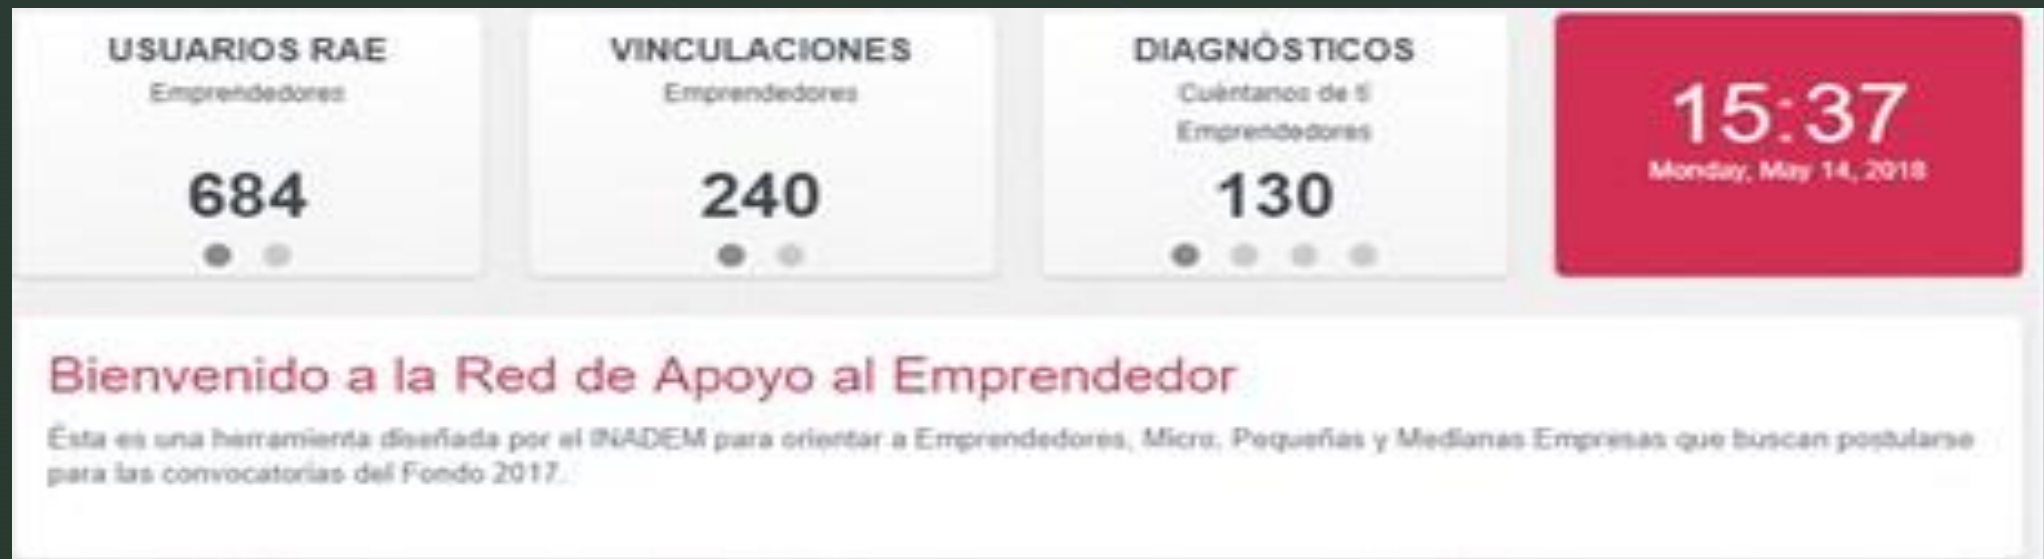 USUARIOS RAE
Emprendedores
684
VINCULACIONES
Emprendedores
240
DIAGNÓSTICOS
Cuéntanos de ti
Emprendedores
130
15:37
Monday, May 14, 2018
Bienvenido a la Red de Apoyo al Emprendedor
Esta es una herramienta diseñada por el INADEM para orientar a Emprendedores, Micro, Pequeñas y Medianas Empresas que buscan postularse
para las convocatorias del Fondo 2017.